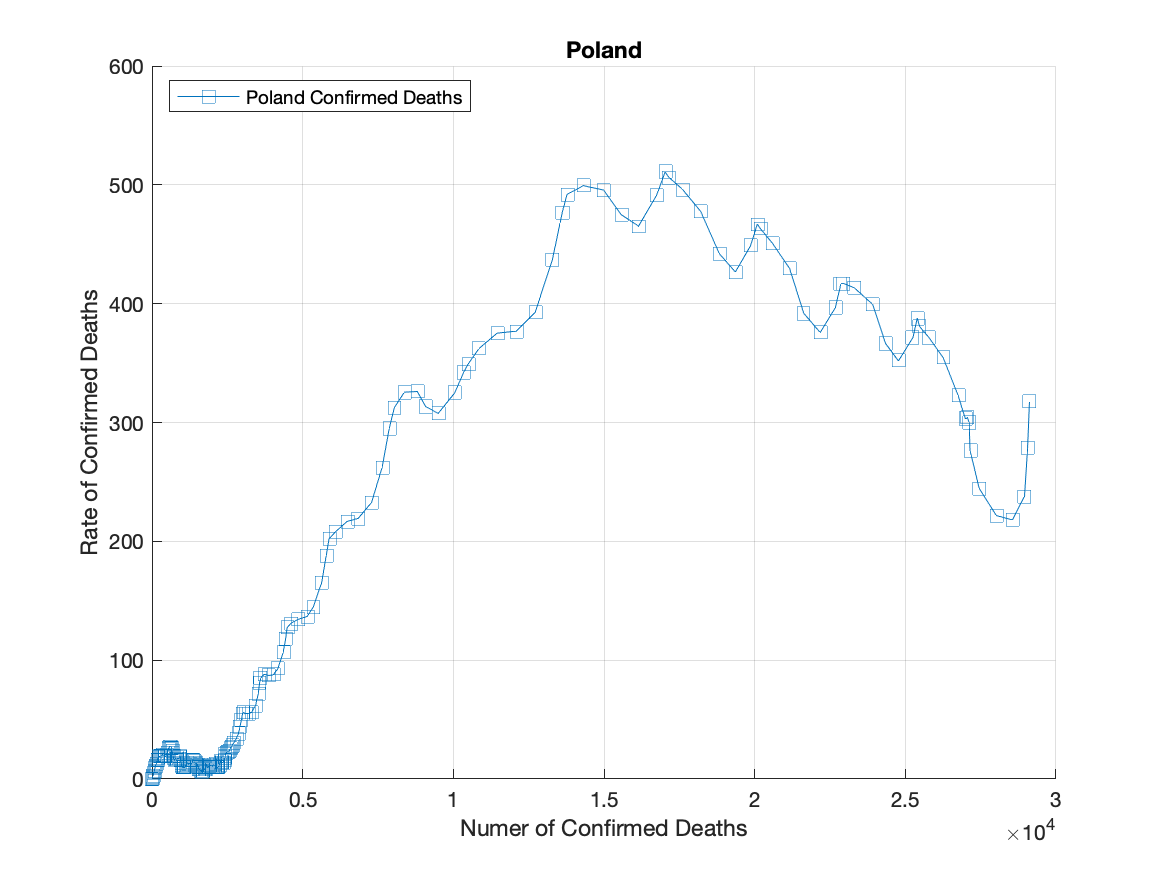 Poland
600
Poland Confirmed Deaths
500
400
300
200
100
0
Rate of Confirmed Deaths
0 0.5 1 1.5 2 2.5 3
Numer of Confirmed Deaths
×10^4